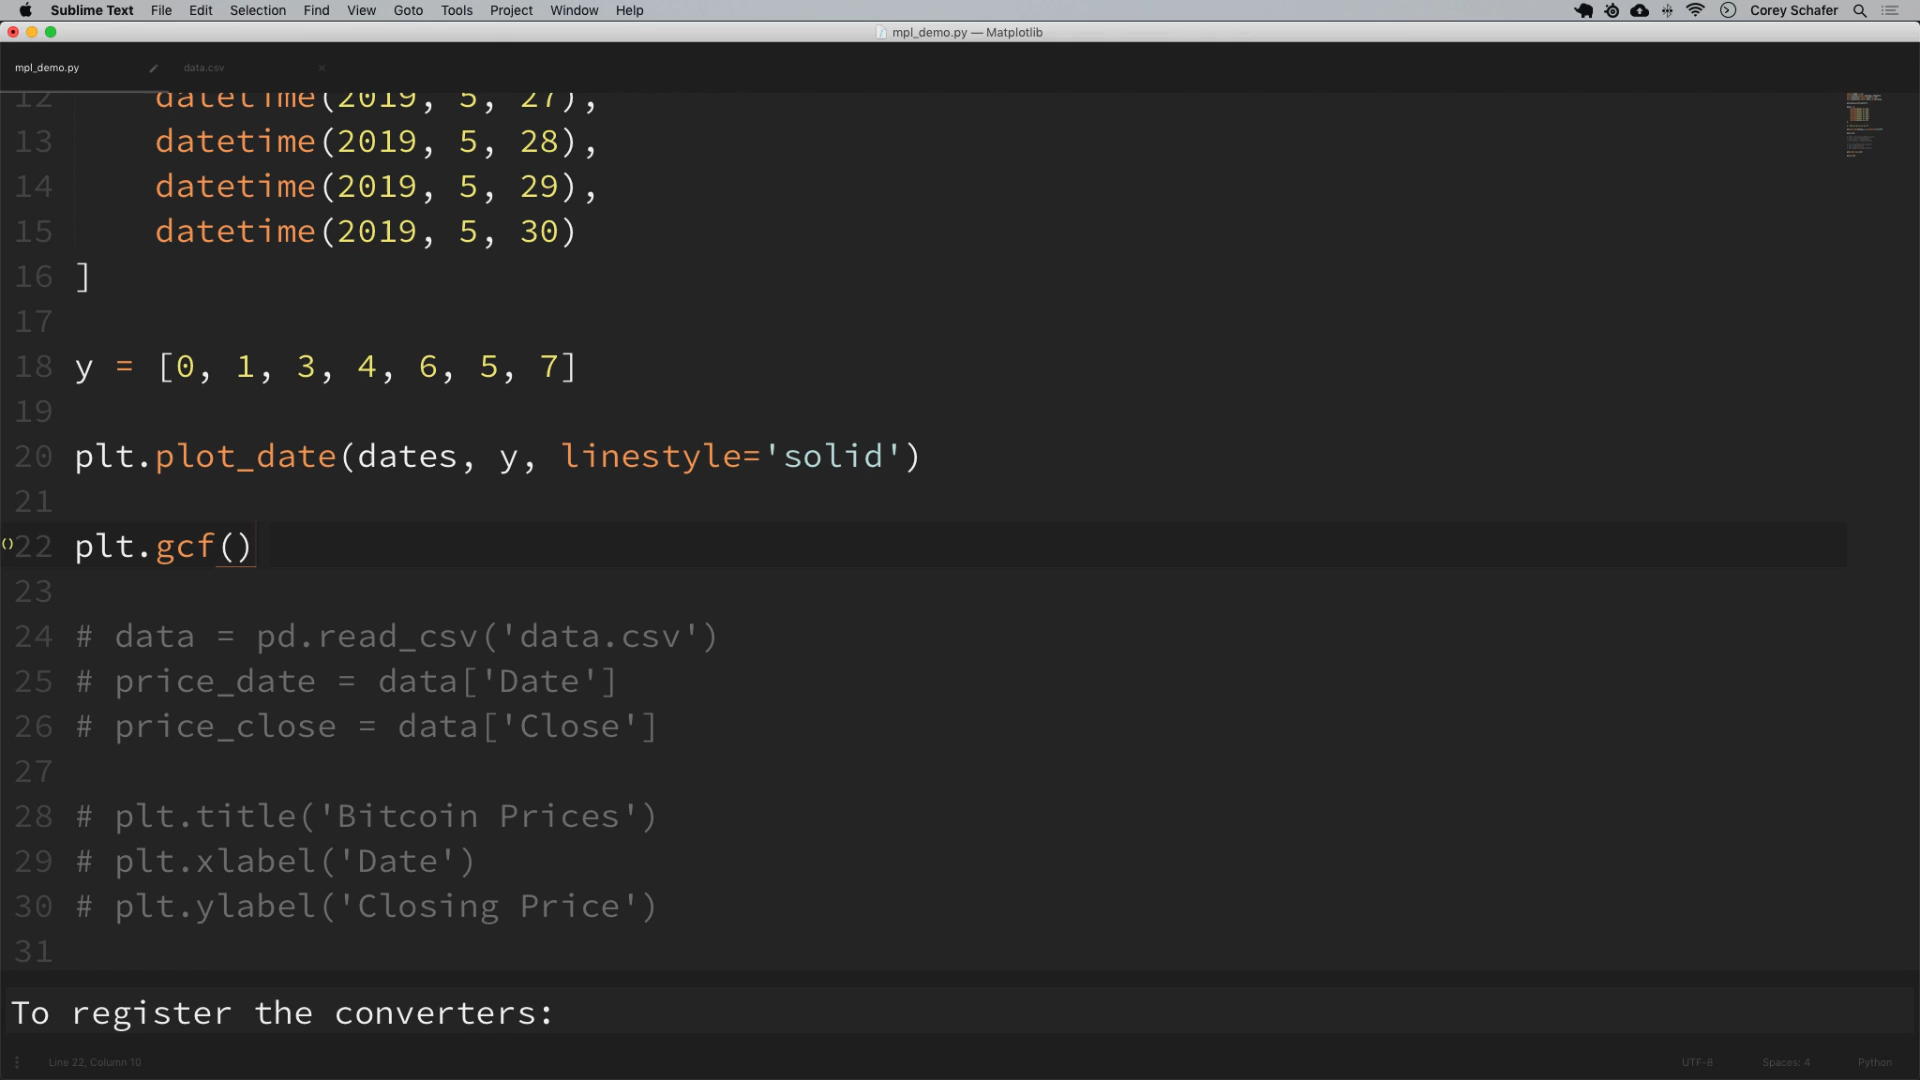 Sublime Text File Edit Selection Find View Goto Tools Project Window Help Corey Schafer
mpl_demo.py — Matplotlib
mpl_demo.py data.csv
12 datetime(2019, 5, 27),
13 datetime(2019, 5, 28),
14 datetime(2019, 5, 29),
15 datetime(2019, 5, 30)
16 ]
17
18 y = [0, 1, 3, 4, 6, 5, 7]
19
20 plt.plot_date(dates, y, linestyle='solid')
21
22 plt.gcf()
23
24 # data = pd.read_csv('data.csv')
25 # price_date = data['Date']
26 # price_close = data['Close']
27
28 # plt.title('Bitcoin Prices')
29 # plt.xlabel('Date')
30 # plt.ylabel('Closing Price')
31
To register the converters:
Line 22, Column 10 UTF-8 Spaces: 4 Python